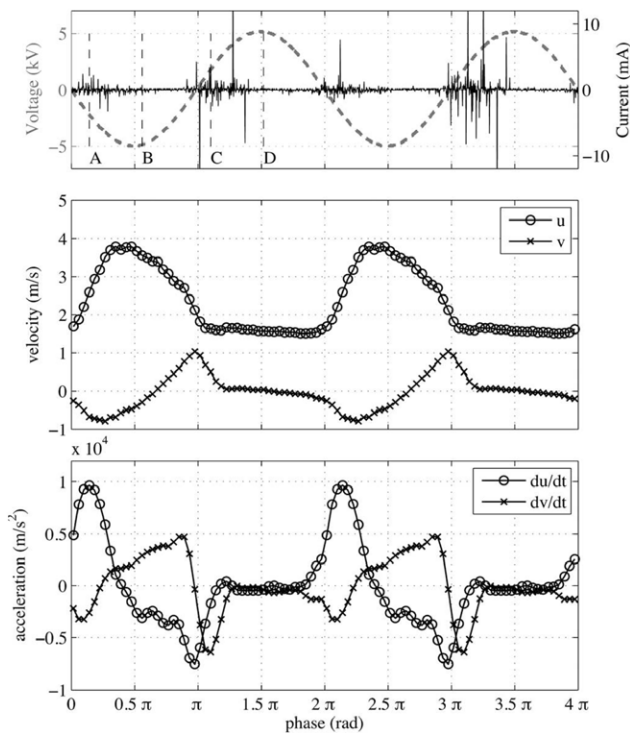 5
0
−5
Voltage (kV)
10
0
−10
Current (mA)
A
B
C
D
5
4
3
2
1
0
−1
velocity (m/s)
u
v
x 10^4
1
0.5
0
−0.5
−1
acceleration (m/s²)
du/dt
dv/dt
0
0.5 π
π
1.5 π
2 π
2.5 π
3 π
3.5 π
4 π
phase (rad)